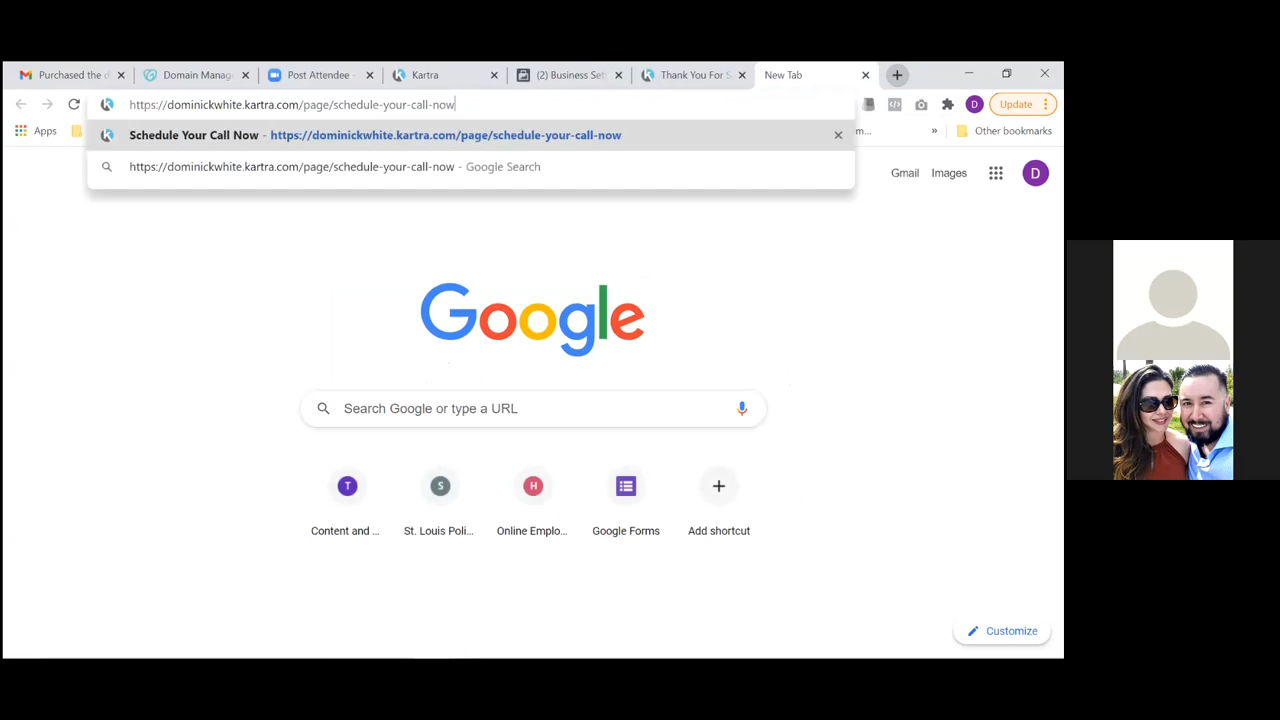 Purchased the d
Domain Manag
Post Attendee -
Kartra
(2) Business Set
Thank You For S
New Tab
https://dominickwhite.kartra.com/page/schedule-your-call-now
D
Update
Schedule Your Call Now - https://dominickwhite.kartra.com/page/schedule-your-call-now
https://dominickwhite.kartra.com/page/schedule-your-call-now - Google Search
Apps
m...
»
Other bookmarks
Gmail
Images
D
Google
Search Google or type a URL
T
S
H
Content and ...
St. Louis Poli...
Online Emplo...
Google Forms
Add shortcut
Customize